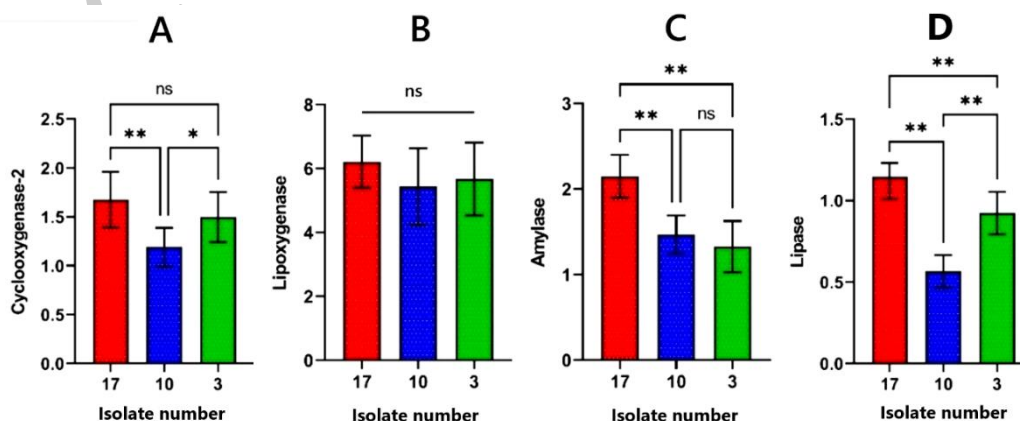 A
B
C
D
Cyclooxygenase-2
2.5
2.0
1.5
1.0
0.5
0.0
ns
**
*
17
10
3
Isolate number
Lipoxygenase
8
6
4
2
0
ns
17
10
3
Isolate number
Amylase
3
2
1
0
**
**
ns
17
10
3
Isolate number
Lipase
1.5
1.0
0.5
0.0
**
**
**
17
10
3
Isolate number